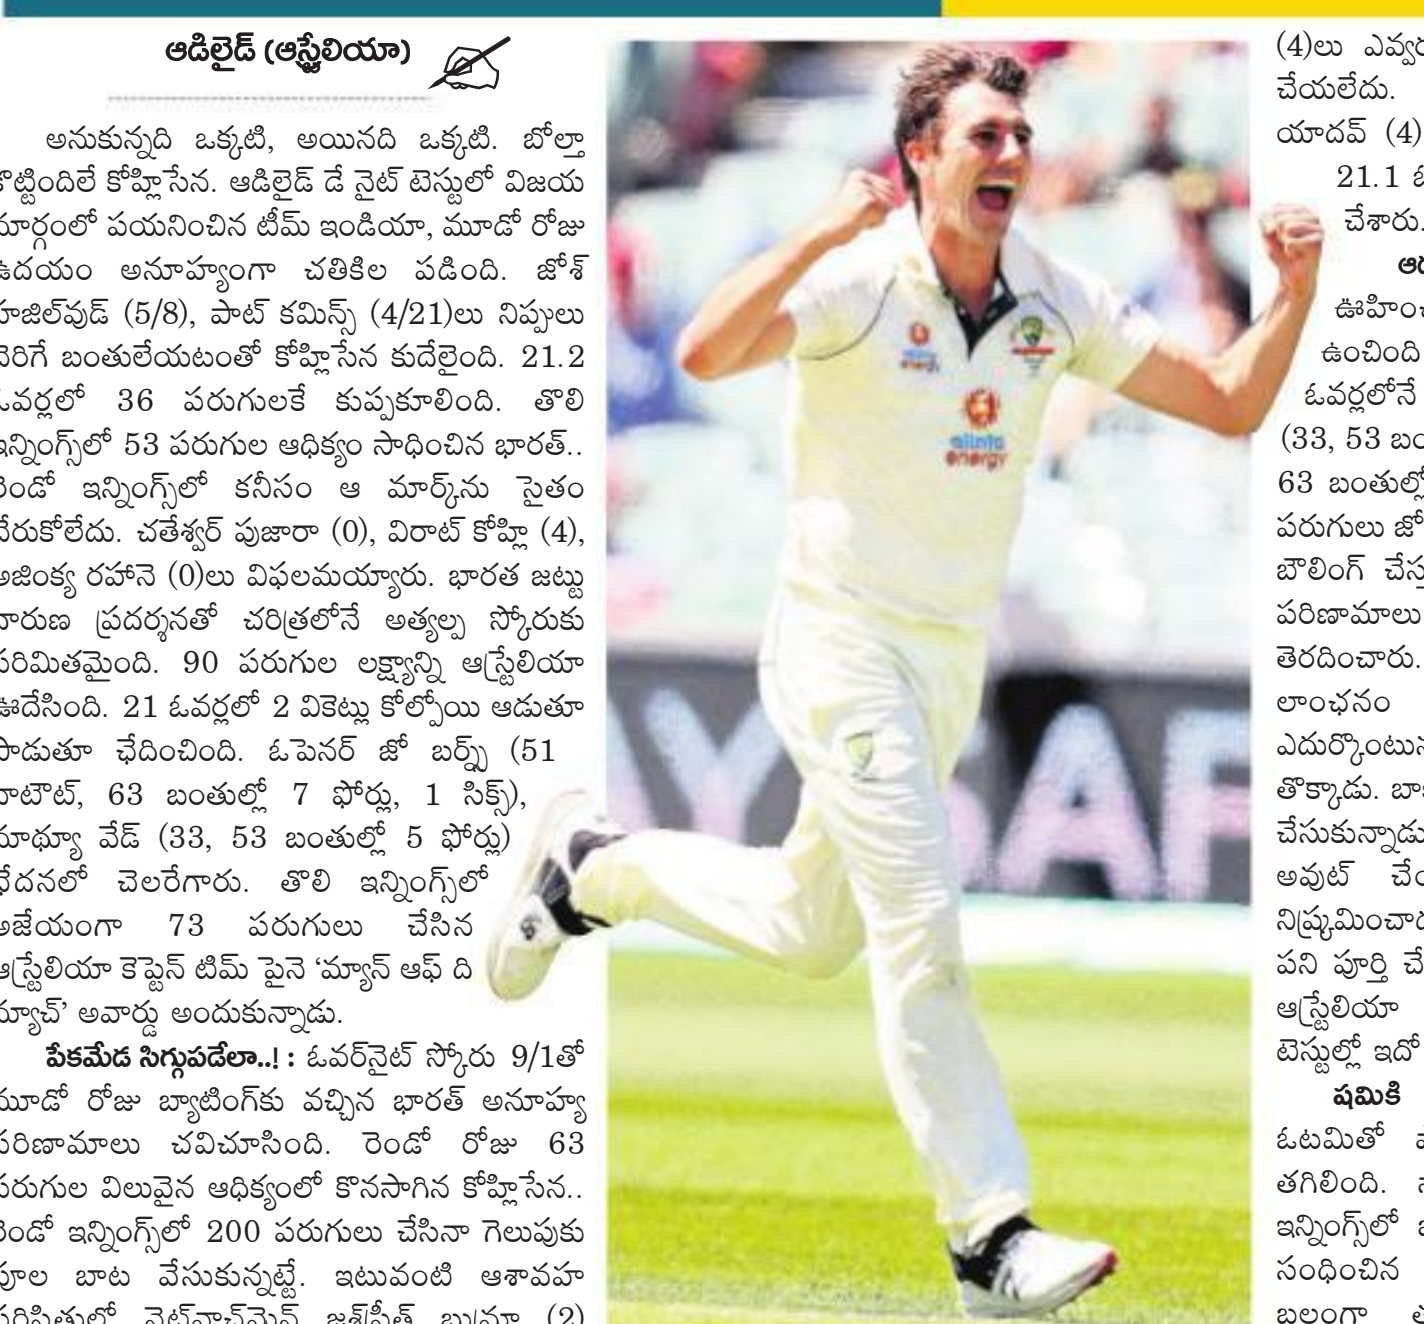 ఆడిలైడ్ (ఆస్ట్రేలియా)
అనుకున్నది ఒక్కటి, అయినది ఒక్కటి. బోల్తా
కోహ్లిసేన. ఆడిలైడ్ డే నైట్ టెస్టులో విజయ
పయనించిన టీమ్ ఇండియా, మూడో రోజు
ఉదయం అనూహ్యంగా చతికిల పడింది. జోశ్
(5/8), పాట్ కమిన్స్ (4/21)లు నిప్పులు
బంతులేయటంతో కోహ్లిసేన కుదేలైంది. 21.2
36 పరుగులకే కుప్పకూలింది. తొలి
ఇన్నింగ్స్‌లో 53 పరుగుల ఆధిక్యం సాధించిన భారత్..
ఇన్నింగ్స్‌లో కనీసం ఆ మార్క్‌ను సైతం
చతేశ్వర్ పుజారా (0), విరాట్ కోహ్లి (4),
అజింక్య రహానె (0)లు విఫలమయ్యారు. భారత జట్టు
ప్రదర్శనతో చరిత్రలోనే అత్యల్ప స్కోరుకు
90 పరుగుల లక్ష్యాన్ని ఆస్ట్రేలియా
ఊదేసింది. 21 ఓవర్లలో 2 వికెట్లు కోల్పోయి ఆడుతూ
ఛేదించింది. ఓపెనర్ జో బర్న్స్ (51
63 బంతుల్లో 7 ఫోర్లు, 1 సిక్స్),
వేడ్ (33, 53 బంతుల్లో 5 ఫోర్లు)
చెలరేగారు. తొలి ఇన్నింగ్స్‌లో
అజేయంగా 73 పరుగులు చేసిన
ఆస్ట్రేలియా కెప్టెన్ టిమ్ పైనె ‘మ్యాన్ ఆఫ్ ది
మ్యాచ్’ అవార్డు అందుకున్నాడు.
పేకమేడ సిగ్గుపడేలా..! : ఓవర్‌నైట్ స్కోరు 9/1తో
మూడో రోజు బ్యాటింగ్‌కు వచ్చిన భారత్ అనూహ్య
పరిణామాలు చవిచూసింది. రెండో రోజు 63
పరుగుల విలువైన ఆధిక్యంలో కొనసాగిన కోహ్లిసేన..
రెండో ఇన్నింగ్స్‌లో 200 పరుగులు చేసినా గెలుపుకు
బాట వేసుకున్నట్టే. ఇటువంటి ఆశావహ
alinta
energy
(4)లు
చేయలేదు.
యాదవ్ (4)
21.1
చేశారు.
ఉంచింది
ఓవర్లలోనే
(33, 53
63 బంతుల్లో
పరుగులు
బౌలింగ్
పరిణామాలు
తెరదించారు.
లాంఛనం
తొక్కాడు.
అవుట్
పని పూర్తి
ఆస్ట్రేలియా
టెస్టుల్లో ఇదో
షమికి
ఓటమితో
తగిలింది.
ఇన్నింగ్స్‌లో
సంధించిన
బలంగా